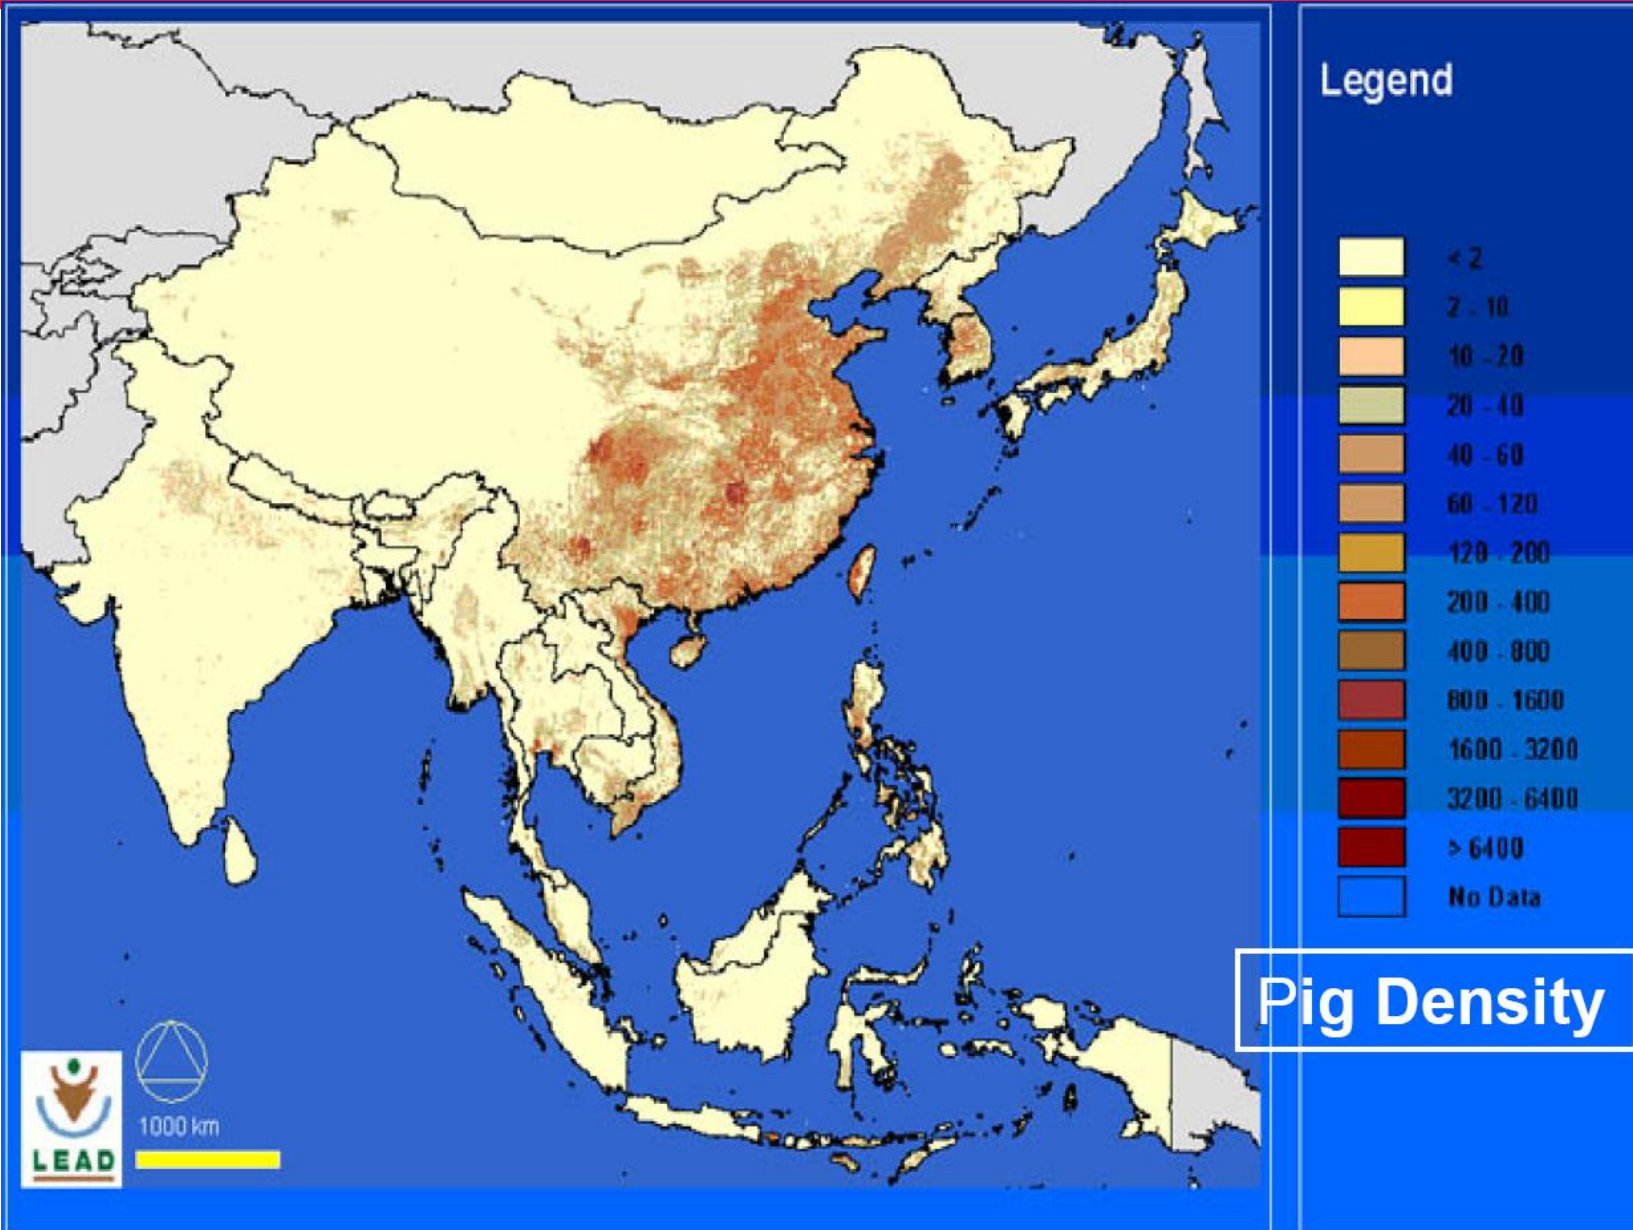 Legend
< 2
2 - 10
10 - 20
20 - 40
40 - 60
60 - 120
120 - 200
200 - 400
400 - 800
800 - 1600
1600 - 3200
3200 - 6400
> 6400
No Data
Pig Density
1000 km
LEAD